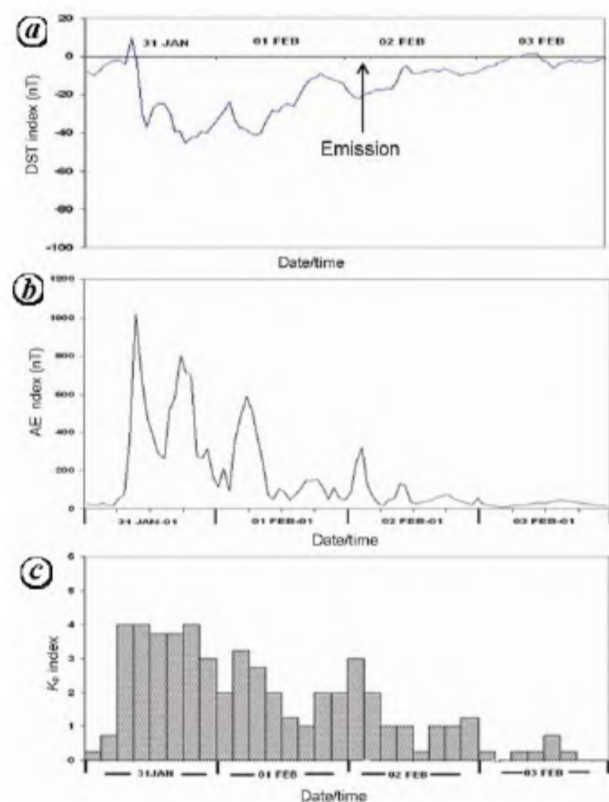 a
20
0
-20
-40
-60
-80
-100
DST index (nT)
31 JAN 01 FEB 02 FEB 03 FEB
Emission
Date/time
b
1200
1000
800
600
400
200
0
AE ndex (nT)
31 JAN-01 01 FEB-01 02 FEB-01 03 FEB-01
Date/time
c
6
5
4
3
2
1
0
Kp index
31JAN 01 FEB 02 FEB 03 FEB
Date/time